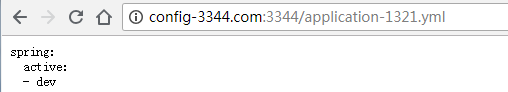 config-3344.com:3344/application-1321.yml
spring:
  active:
  - dev